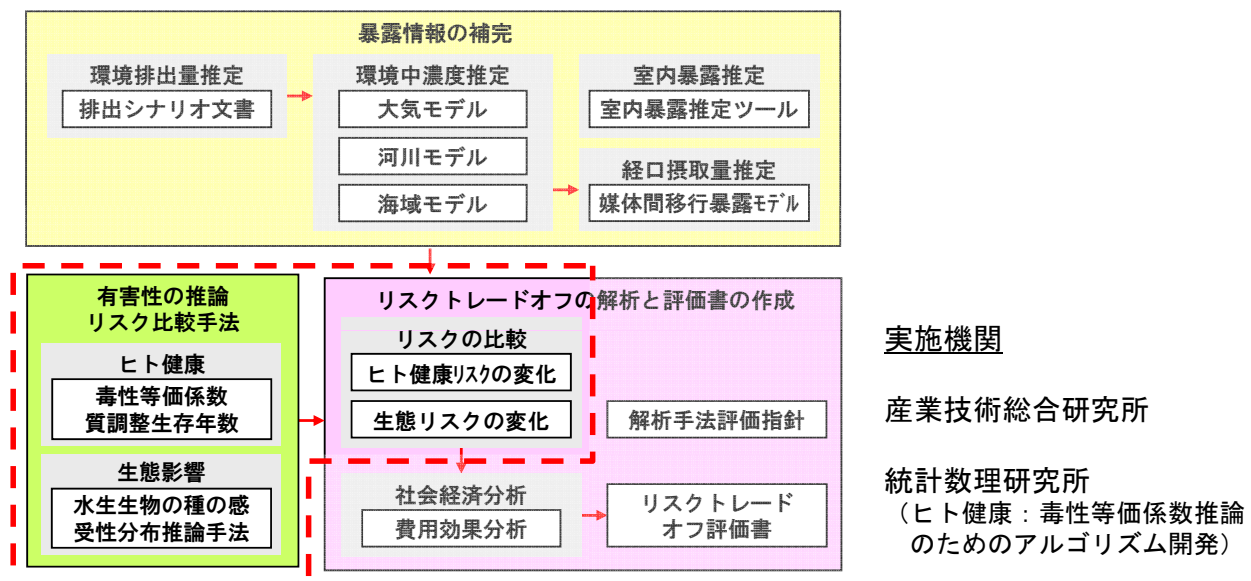 暴露情報の補完
環境排出量推定
排出シナリオ文書
環境中濃度推定
大気モデル
河川モデル
海域モデル
室内暴露推定
室内暴露推定ツール
経口摂取量推定
媒体間移行暴露ﾓﾃﾞﾙ
有害性の推論
リスク比較手法
ヒト健康
毒性等価係数
質調整生存年数
生態影響
水生生物の種の感
受性分布推論手法
リスクトレードオフの解析と評価書の作成
リスクの比較
ヒト健康ﾘｽｸの変化
生態リスクの変化
解析手法評価指針
社会経済分析
費用効果分析
リスクトレード
オフ評価書
実施機関
産業技術総合研究所
統計数理研究所
（ヒト健康：毒性等価係数推論
のためのアルゴリズム開発）